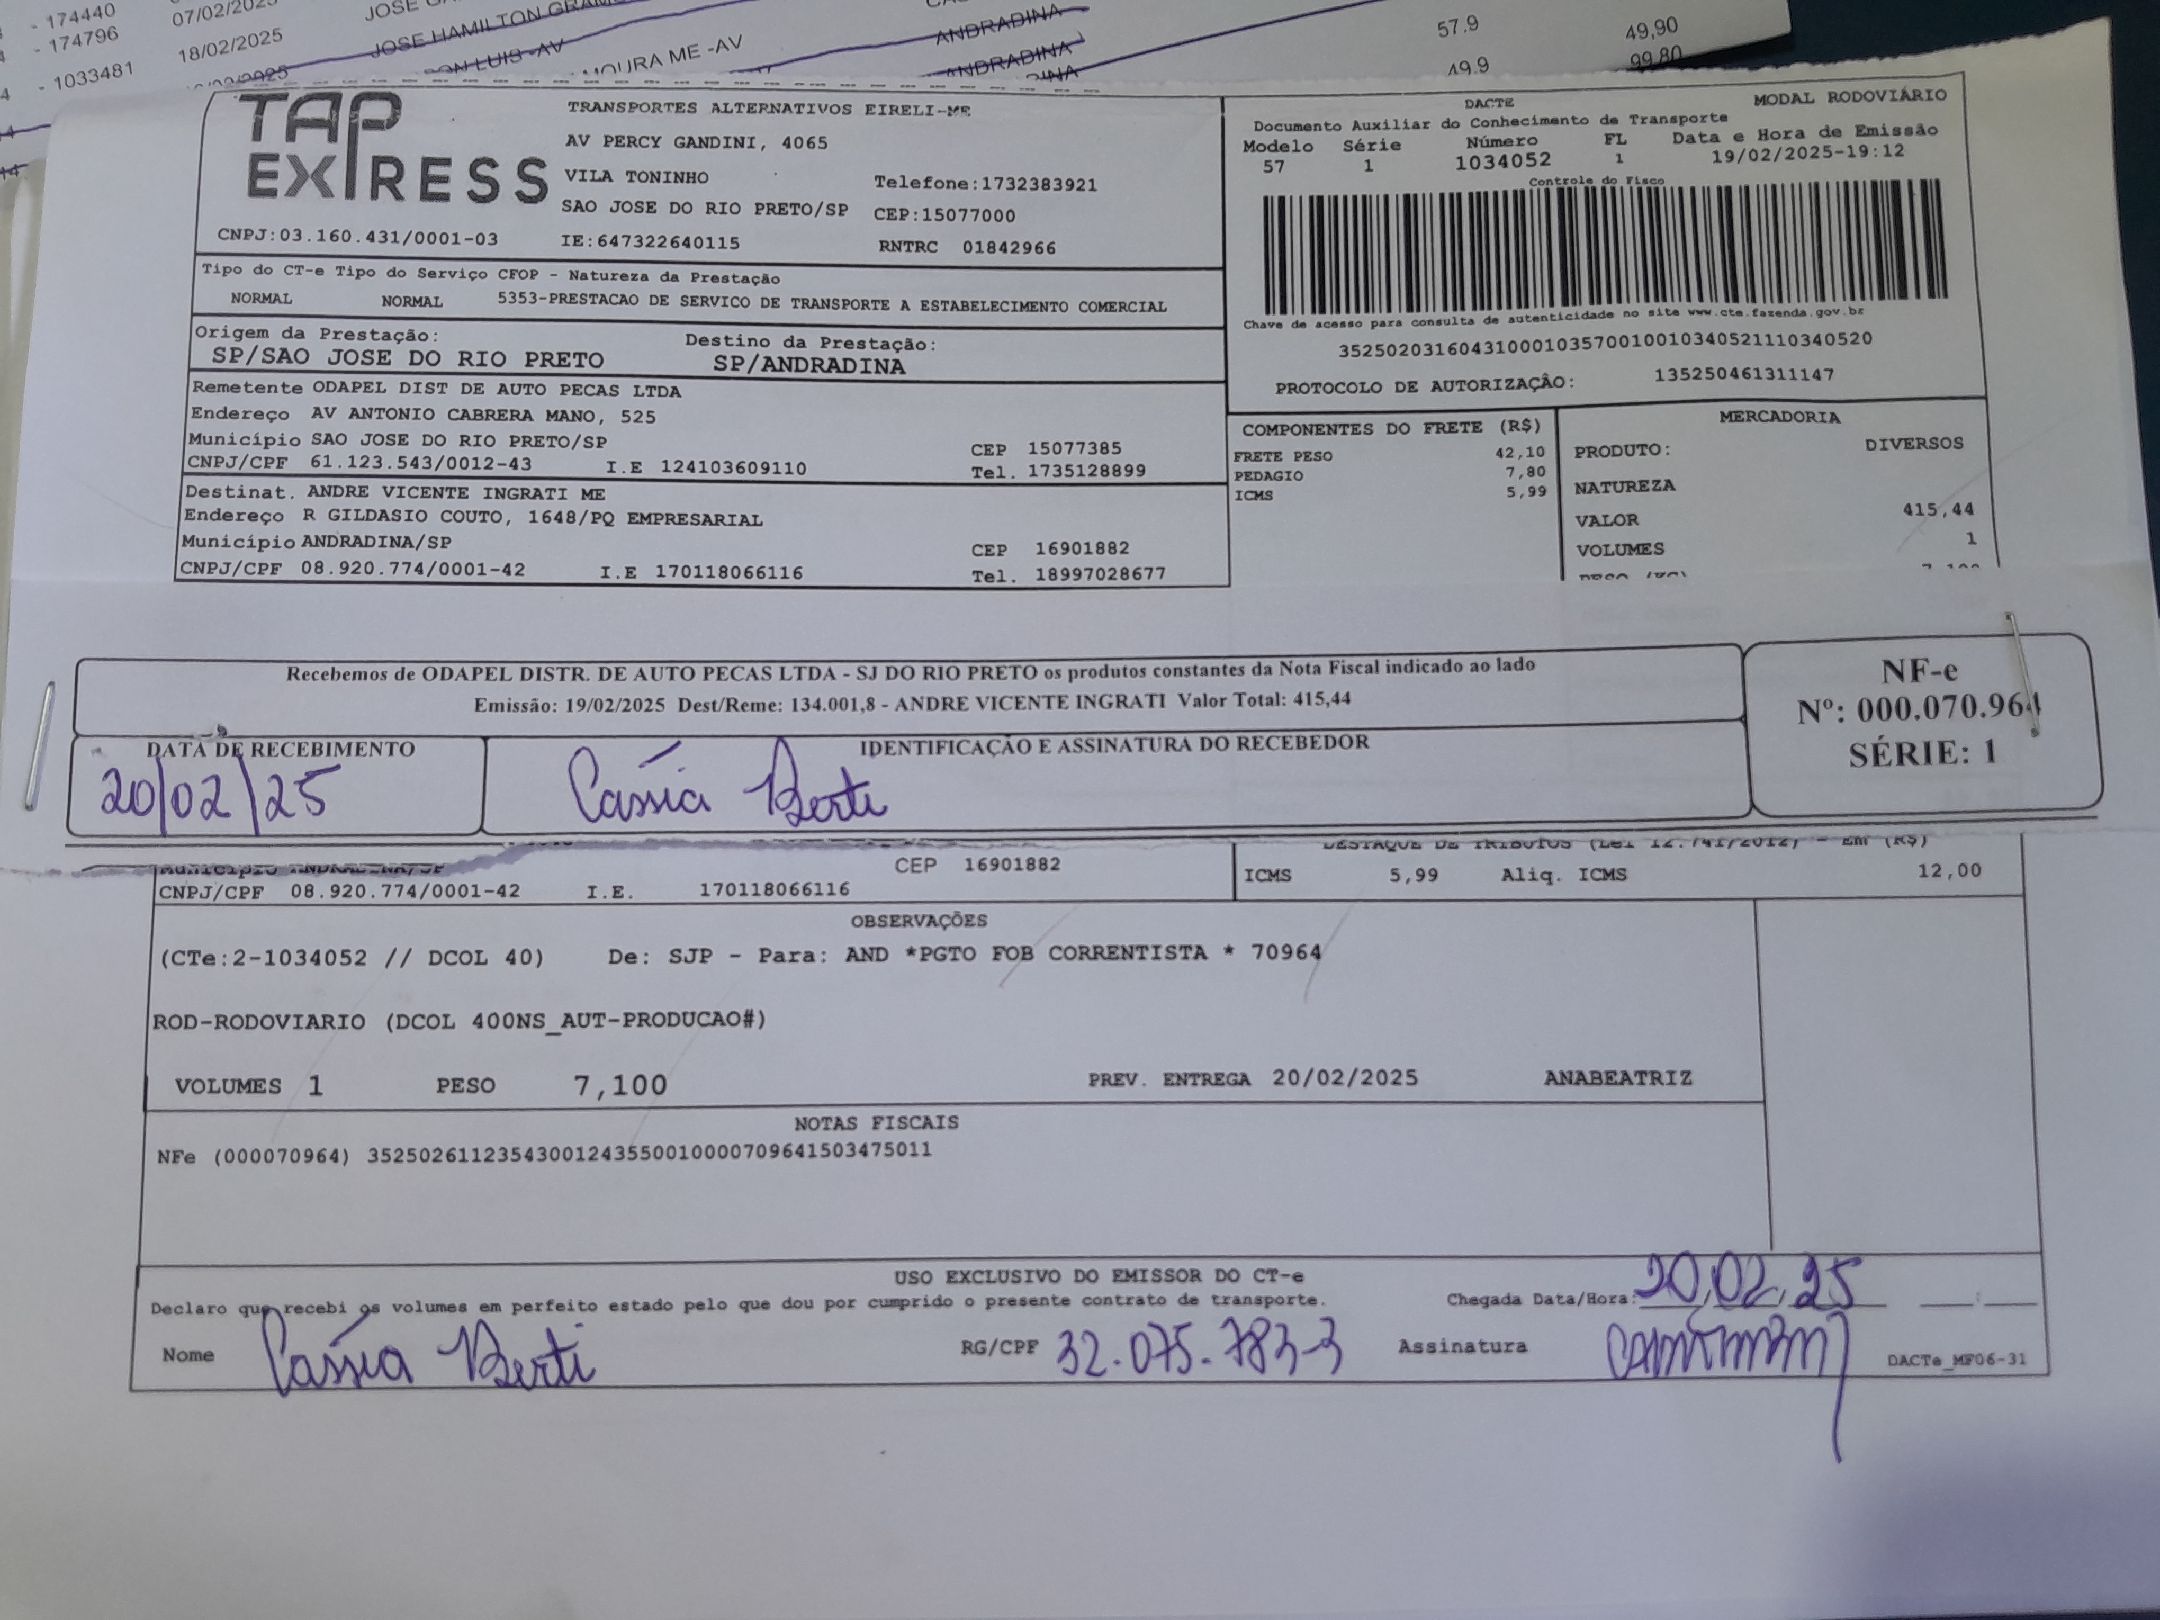 - 174440 07/02/2025
- 174796 18/02/2025 JOSE HAMILTON ANDRADINA 57.9 49,90
- 1033481 LUIS -AV ANDRADINA 49.9 99,80
MOURA ME -AV
TAP EXPRESS
TRANSPORTES ALTERNATIVOS EIRELI-ME
AV PERCY GANDINI, 4065
VILA TONINHO Telefone:1732383921
SAO JOSE DO RIO PRETO/SP CEP:15077000
CNPJ:03.160.431/0001-03 IE:647322640115 RNTRC 01842966
DACTE MODAL RODOVIÁRIO
Documento Auxiliar do Conhecimento de Transporte
Modelo Série Número FL Data e Hora de Emissão
57 1 1034052 1 19/02/2025-19:12
Controle do Fisco
Chave de acesso para consulta de autenticidade no site www.cte.fazenda.gov.br
35250203160431000103570010010340521110340520
PROTOCOLO DE AUTORIZAÇÃO: 135250461311147
Tipo do CT-e Tipo do Serviço CFOP - Natureza da Prestação
NORMAL NORMAL 5353-PRESTACAO DE SERVICO DE TRANSPORTE A ESTABELECIMENTO COMERCIAL
Origem da Prestação: Destino da Prestação:
SP/SAO JOSE DO RIO PRETO SP/ANDRADINA
Remetente ODAPEL DIST DE AUTO PECAS LTDA
Endereço AV ANTONIO CABRERA MANO, 525
Município SAO JOSE DO RIO PRETO/SP CEP 15077385
CNPJ/CPF 61.123.543/0012-43 I.E 124103609110 Tel. 1735128899
Destinat. ANDRE VICENTE INGRATI ME
Endereço R GILDASIO COUTO, 1648/PQ EMPRESARIAL
Município ANDRADINA/SP CEP 16901882
CNPJ/CPF 08.920.774/0001-42 I.E 170118066116 Tel. 18997028677
COMPONENTES DO FRETE (R$)
FRETE PESO 42,10
PEDAGIO 7,80
ICMS 5,99
MERCADORIA
PRODUTO: DIVERSOS
NATUREZA
VALOR 415,44
VOLUMES 1
Recebemos de ODAPEL DISTR. DE AUTO PECAS LTDA - SJ DO RIO PRETO os produtos constantes da Nota Fiscal indicado ao lado
Emissão: 19/02/2025 Dest/Reme: 134.001,8 - ANDRE VICENTE INGRATI Valor Total: 415,44
NF-e
Nº: 000.070.964
SÉRIE: 1
DATA DE RECEBIMENTO IDENTIFICAÇÃO E ASSINATURA DO RECEBEDOR
20/02/25 Cássia Berti
DESTAQUE DE TRIBUTOS (Lei 12.741/2012) - Em (R$)
Município ANDRADINA/SP CEP 16901882
CNPJ/CPF 08.920.774/0001-42 I.E. 170118066116
ICMS 5,99 Aliq. ICMS 12,00
OBSERVAÇÕES
(CTe:2-1034052 // DCOL 40) De: SJP - Para: AND *PGTO FOB CORRENTISTA * 70964
ROD-RODOVIARIO (DCOL 400NS_AUT-PRODUCAO#)
VOLUMES 1 PESO 7,100 PREV. ENTREGA 20/02/2025 ANABEATRIZ
NOTAS FISCAIS
NFe (000070964) 35250261123543001243550010000709641503475011
USO EXCLUSIVO DO EMISSOR DO CT-e
Declaro que recebi os volumes em perfeito estado pelo que dou por cumprido o presente contrato de transporte. Chegada Data/Hora: 20/02/25
Nome Cássia Berti RG/CPF 32.075.783-3 Assinatura
DACTe_MF06-31